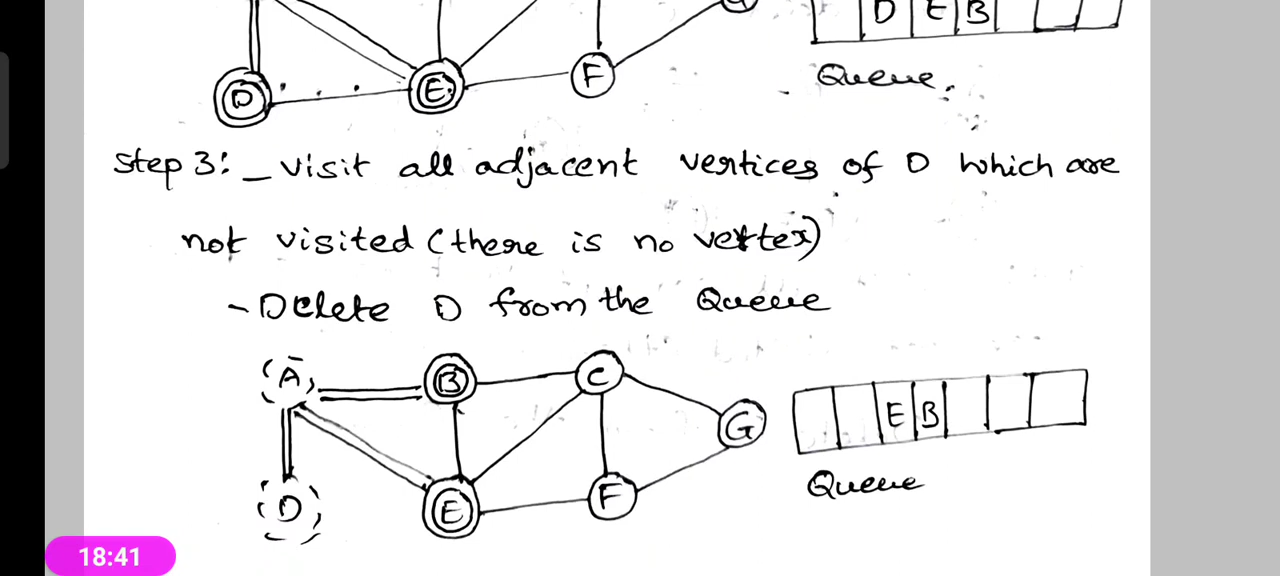 D E B
D E F
Queue.
Step 3:- visit all adjacent vertices of D which are
not visited (there is no vertex)
- Delete D from the Queue
A B C
G
E B
D E F
Queue
18:41